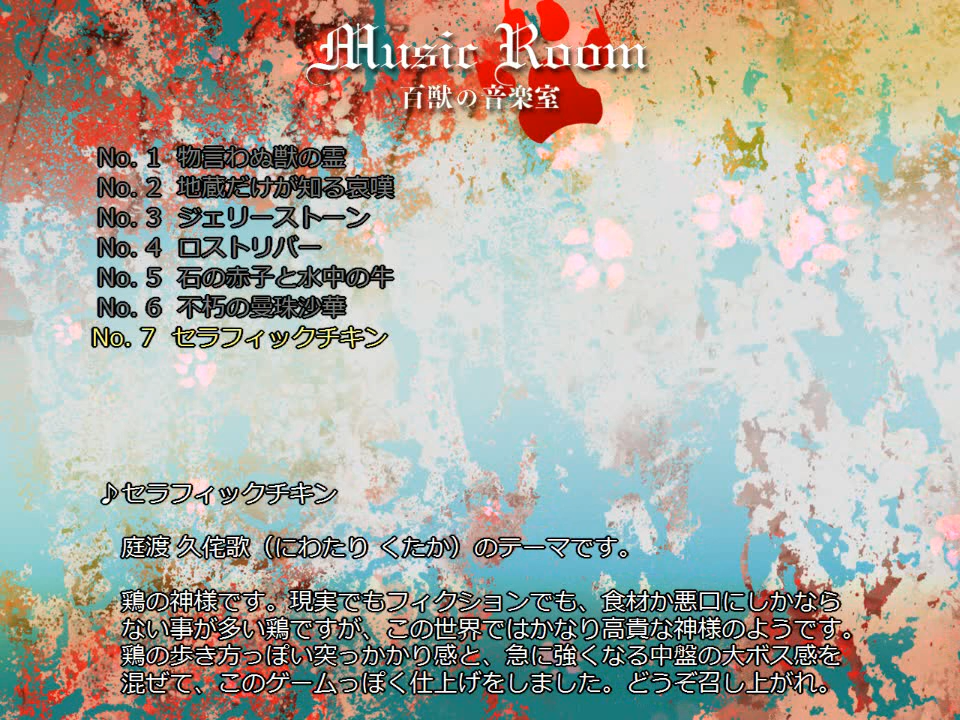 Music Room
百獣の音楽室
No. 1 物言わぬ獣の霊
No. 2 地蔵だけが知る哀嘆
No. 3 ジェリーストーン
No. 4 ロストリバー
No. 5 石の赤子と水中の牛
No. 6 不朽の曼珠沙華
No. 7 セラフィックチキン
♪セラフィックチキン
庭渡 久侘歌（にわたり くたか）のテーマです。
鶏の神様です。現実でもフィクションでも、食材か悪口にしかなら
ない事が多い鶏ですが、この世界ではかなり高貴な神様のようです。
鶏の歩き方っぽい突っかかり感と、急に強くなる中盤の大ボス感を
混ぜて、このゲームっぽく仕上げをしました。どうぞ召し上がれ。